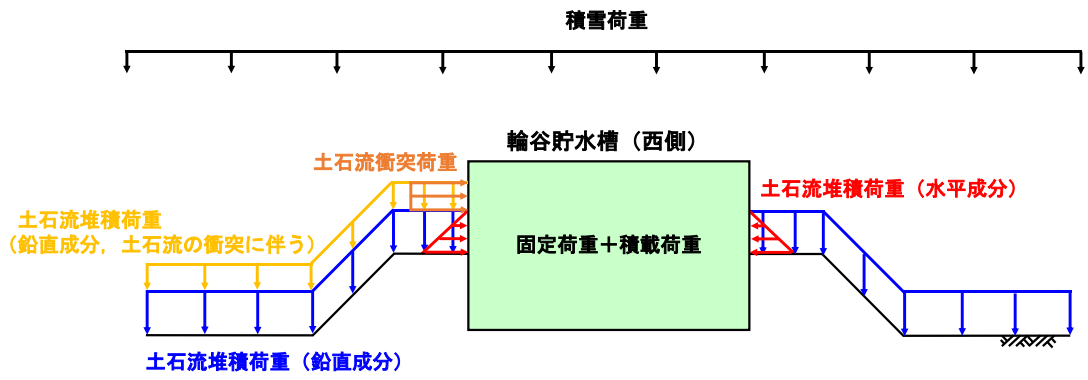 積雪荷重
輪谷貯水槽（西側）
土石流衝突荷重
土石流堆積荷重（水平成分）
土石流堆積荷重
（鉛直成分，土石流の衝突に伴う）
固定荷重＋積載荷重
土石流堆積荷重（鉛直成分）